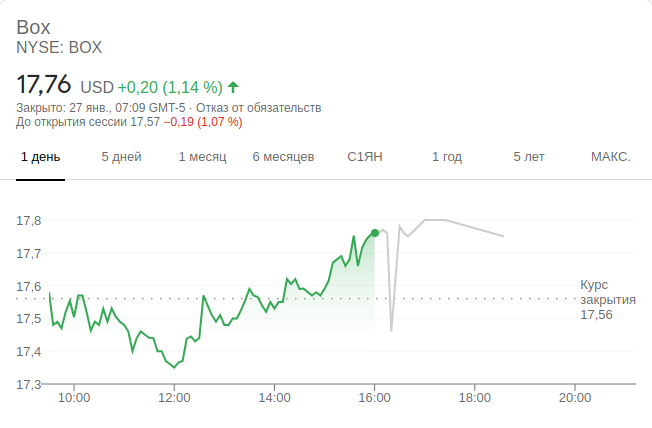 Box
NYSE: BOX
17,76 USD +0,20 (1,14 %)
Закрыто: 27 янв., 07:09 GMT-5 · Отказ от обязательств
До открытия сессии 17,57 −0,19 (1,07 %)
1 день 5 дней 1 месяц 6 месяцев С1ЯН 1 год 5 лет МАКС.
17,8
17,7
17,6
17,5
17,4
17,3
Курс
закрытия
17,56
10:00 12:00 14:00 16:00 18:00 20:00